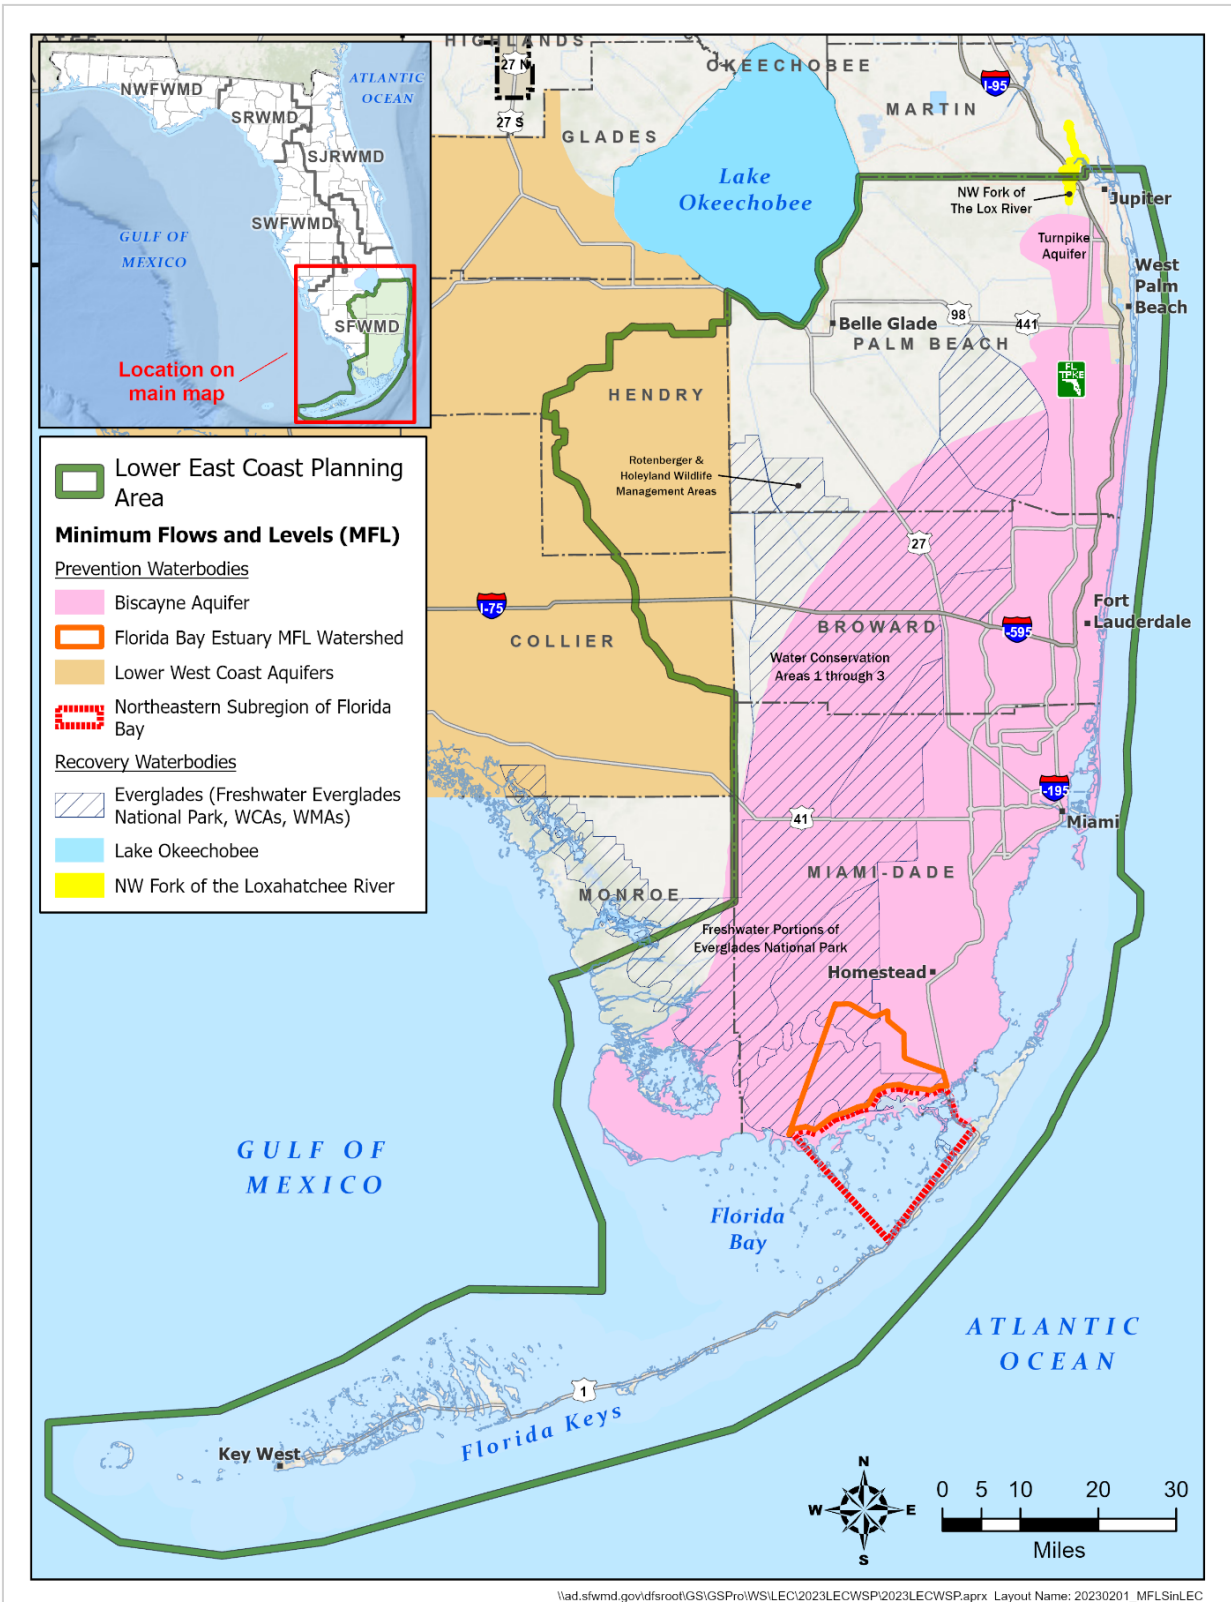 HIGHLANDS
27 N
27 S
OKEECHOBEE
GLADES
MARTIN
I-95
Lake
Okeechobee
NW Fork of
The Lox River
Jupiter
Turnpike
Aquifer
West
Palm
Beach
Belle Glade
98
441
PALM BEACH
FL
TPKE
HENDRY
Rotenberger &
Holeyland Wildlife
Management Areas
27
I-75
COLLIER
BROWARD
I-595
Fort
Lauderdale
Water Conservation
Areas 1 through 3
I-195
Miami
41
MIAMI-DADE
MONROE
Freshwater Portions of
Everglades National Park
Homestead
GULF OF
MEXICO
Florida
Bay
ATLANTIC
OCEAN
1
Florida Keys
Key West
N
W E
S
0 5 10 20 30
Miles
NWFWMD
SRWMD
SJRWMD
SWFWMD
SFWMD
ATLANTIC
OCEAN
GULF OF
MEXICO
Location on
main map
Lower East Coast Planning
Area
Minimum Flows and Levels (MFL)
Prevention Waterbodies
Biscayne Aquifer
Florida Bay Estuary MFL Watershed
Lower West Coast Aquifers
Northeastern Subregion of Florida
Bay
Recovery Waterbodies
Everglades (Freshwater Everglades
National Park, WCAs, WMAs)
Lake Okeechobee
NW Fork of the Loxahatchee River
\\ad.sfwmd.gov\dfsroot\GS\GSPro\WS\LEC\2023LECWSP\2023LECWSP.aprx Layout Name: 20230201_MFLSinLEC